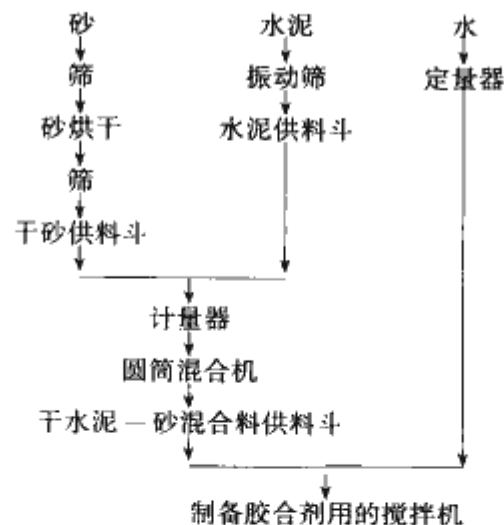 砂 水泥 水
筛 振动筛 定量器
砂烘干 水泥供料斗
筛
干砂供料斗
计量器
圆筒混合机
干水泥－砂混合料供料斗
制备胶合剂用的搅拌机